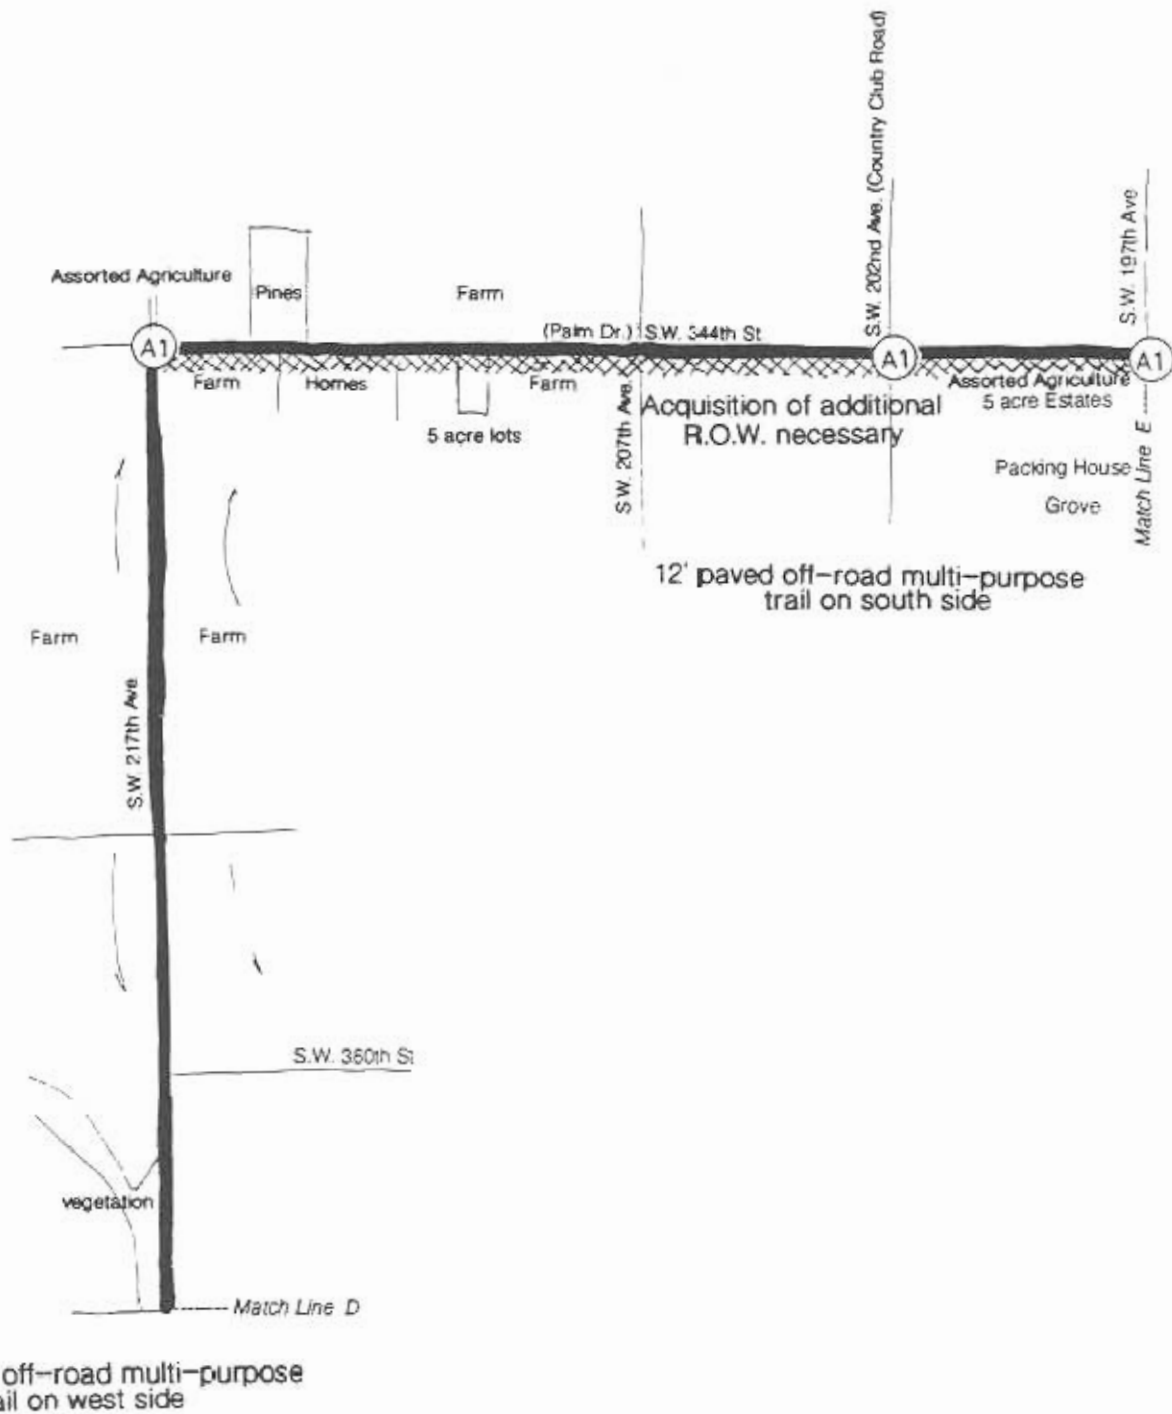 S.W. 202nd Ave. (Country Club Road)
S.W. 197th Ave
Assorted Agriculture
Pines
Farm
(Palm Dr.) S.W. 344th St
A1
A1
A1
Farm
Homes
Farm
Assorted Agriculture
5 acre Estates
5 acre lots
S.W. 207th Ave.
Acquisition of additional
R.O.W. necessary
Packing House
Grove
Match Line E
12' paved off-road multi-purpose
trail on south side
Farm
Farm
S.W. 217th Ave
S.W. 360th St
vegetation
Match Line D
off-road multi-purpose
ail on west side